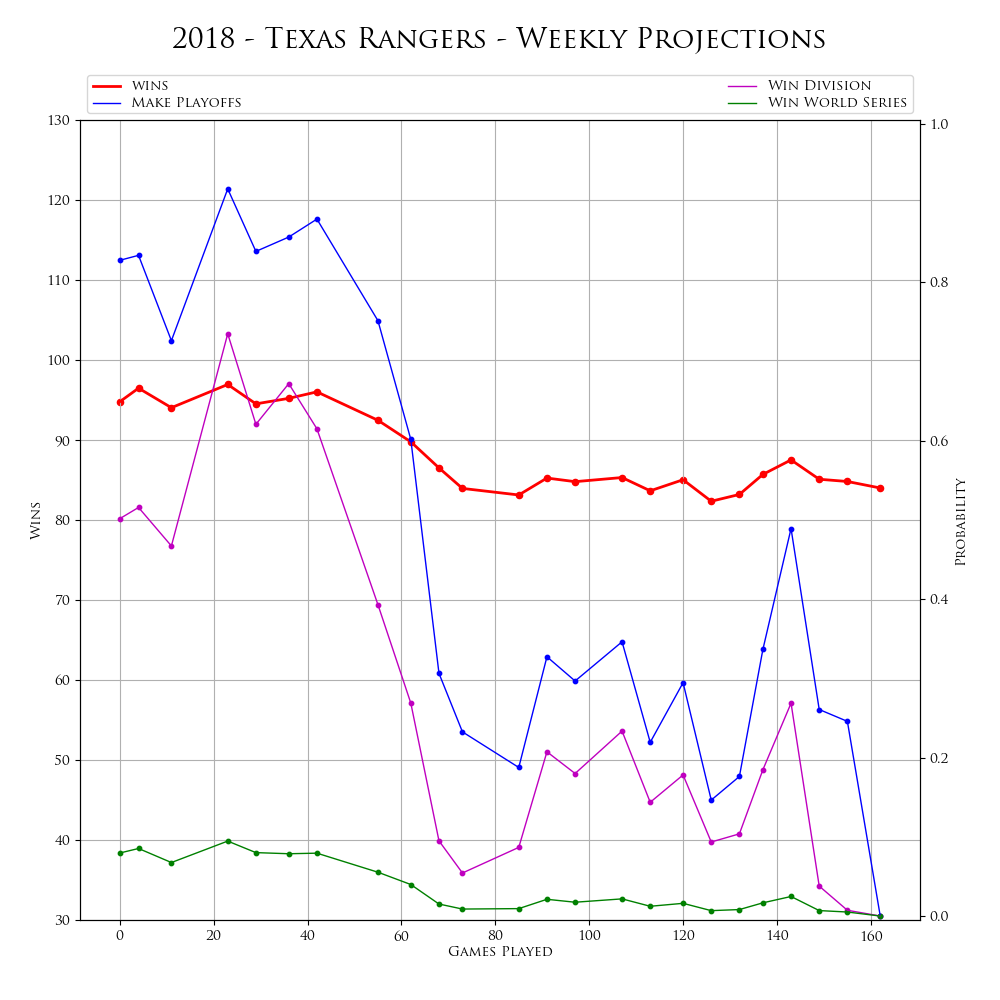 2018 - Texas Rangers - Weekly Projections
wins
Make Playoffs
Win Division
Win World Series
130
120
110
100
90
80
70
60
50
40
30
Wins
1.0
0.8
0.6
0.4
0.2
0.0
Probability
0 20 40 60 80 100 120 140 160
Games Played